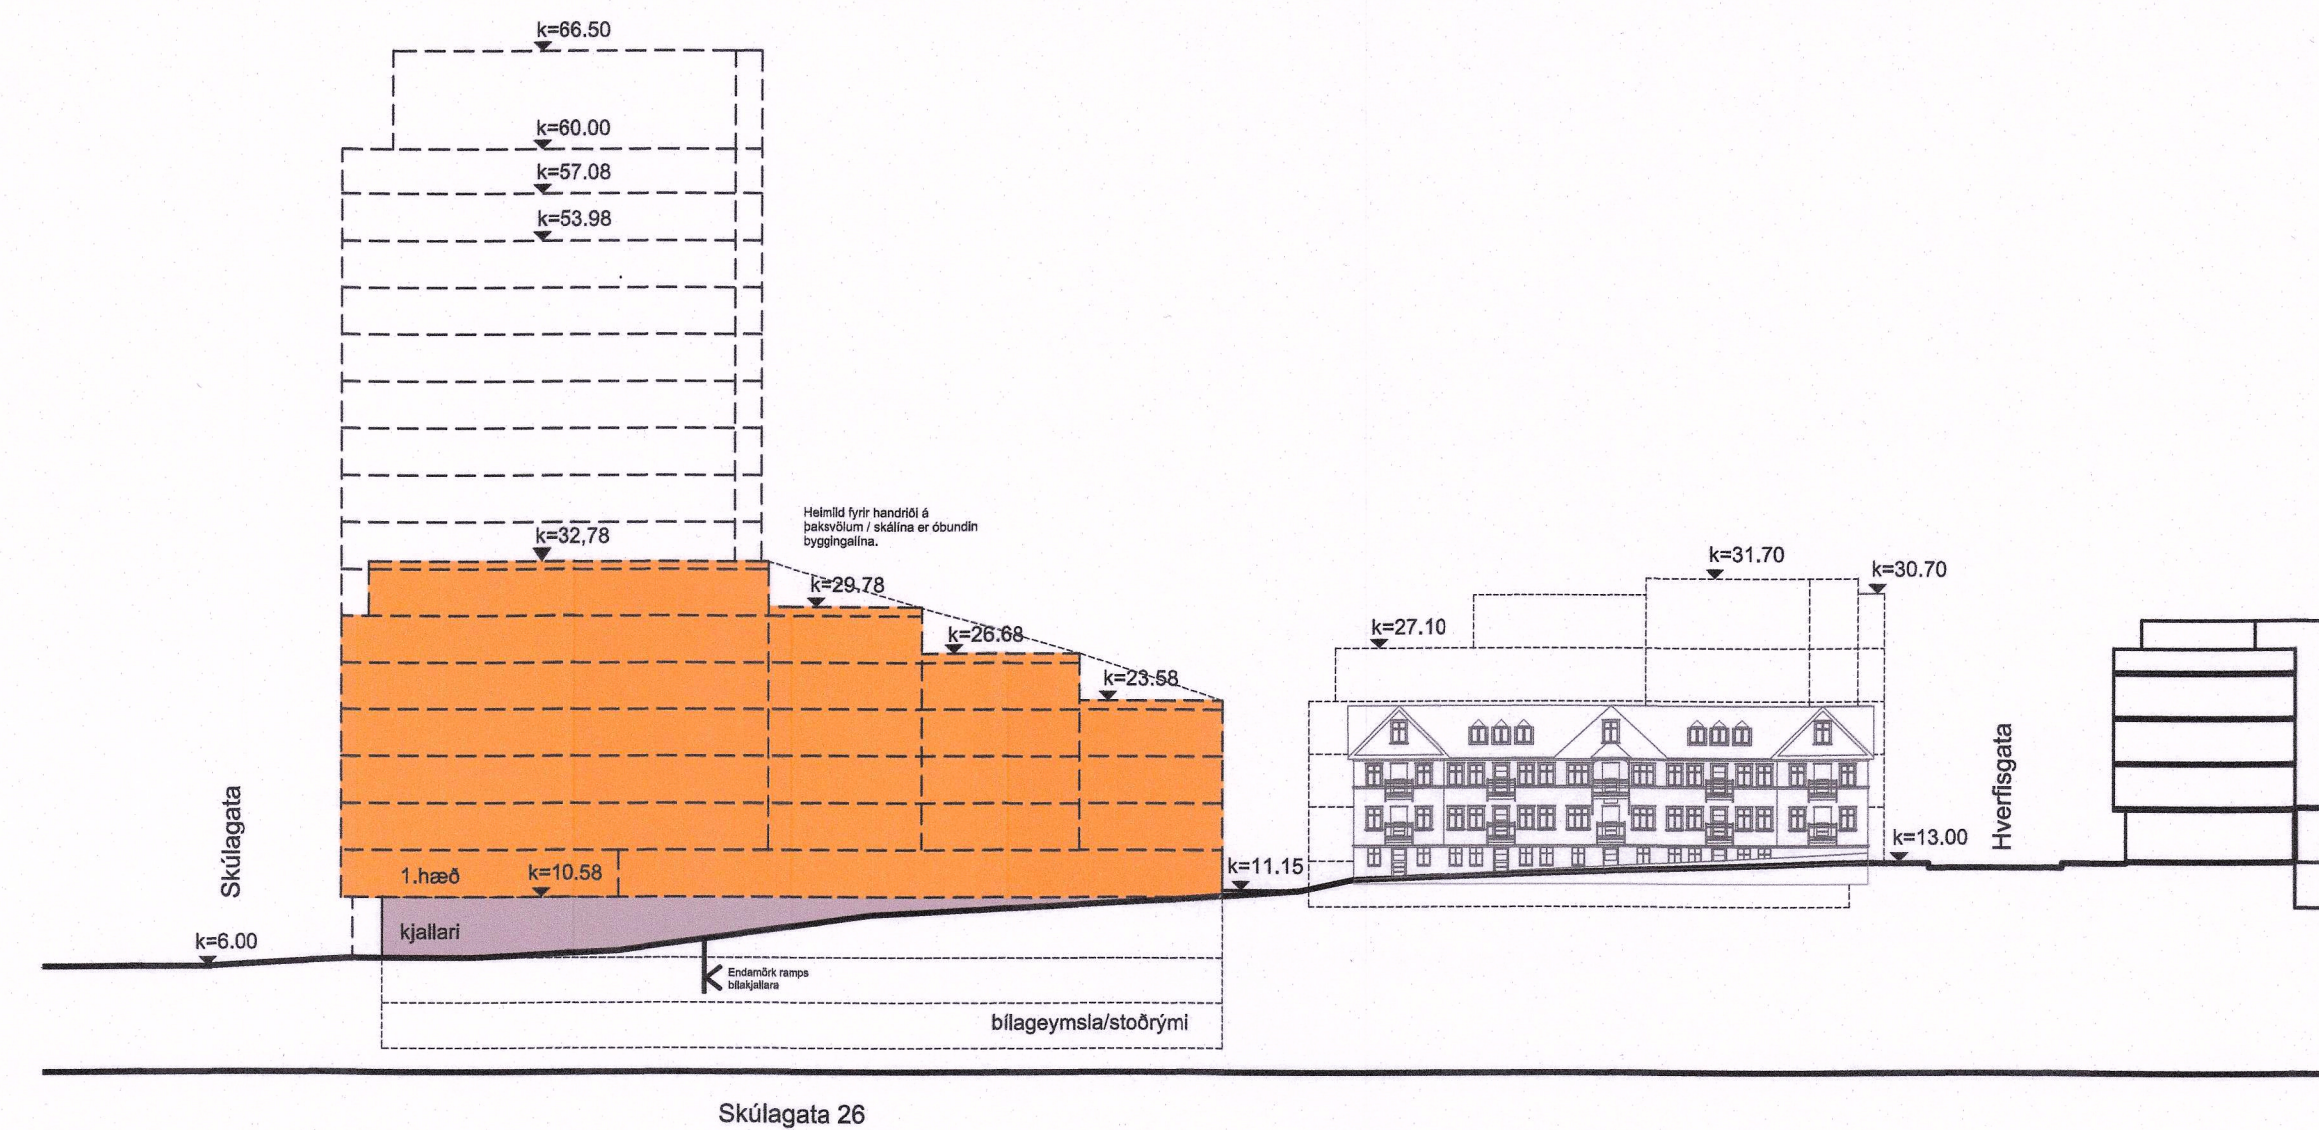 k=66.50
k=60.00
k=57.08
k=53.98
k=32,78
Heimild fyrir handriði á
þaksvölum / skálína er óbundin
byggingalína.
k=29,78
k=26.68
k=23.58
k=31.70
k=30.70
k=27.10
Skúlagata
Hverfisgata
k=13.00
k=11.15
1.hæð
k=10.58
kjallari
k=6.00
Endamörk ramps
bílakjallara
bílageymsla/stoðrými
Skúlagata 26